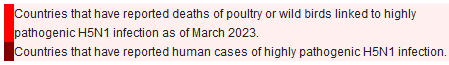 Countries that have reported deaths of poultry or wild birds linked to highly
pathogenic H5N1 infection as of March 2023.
Countries that have reported human cases of highly pathogenic H5N1 infection.